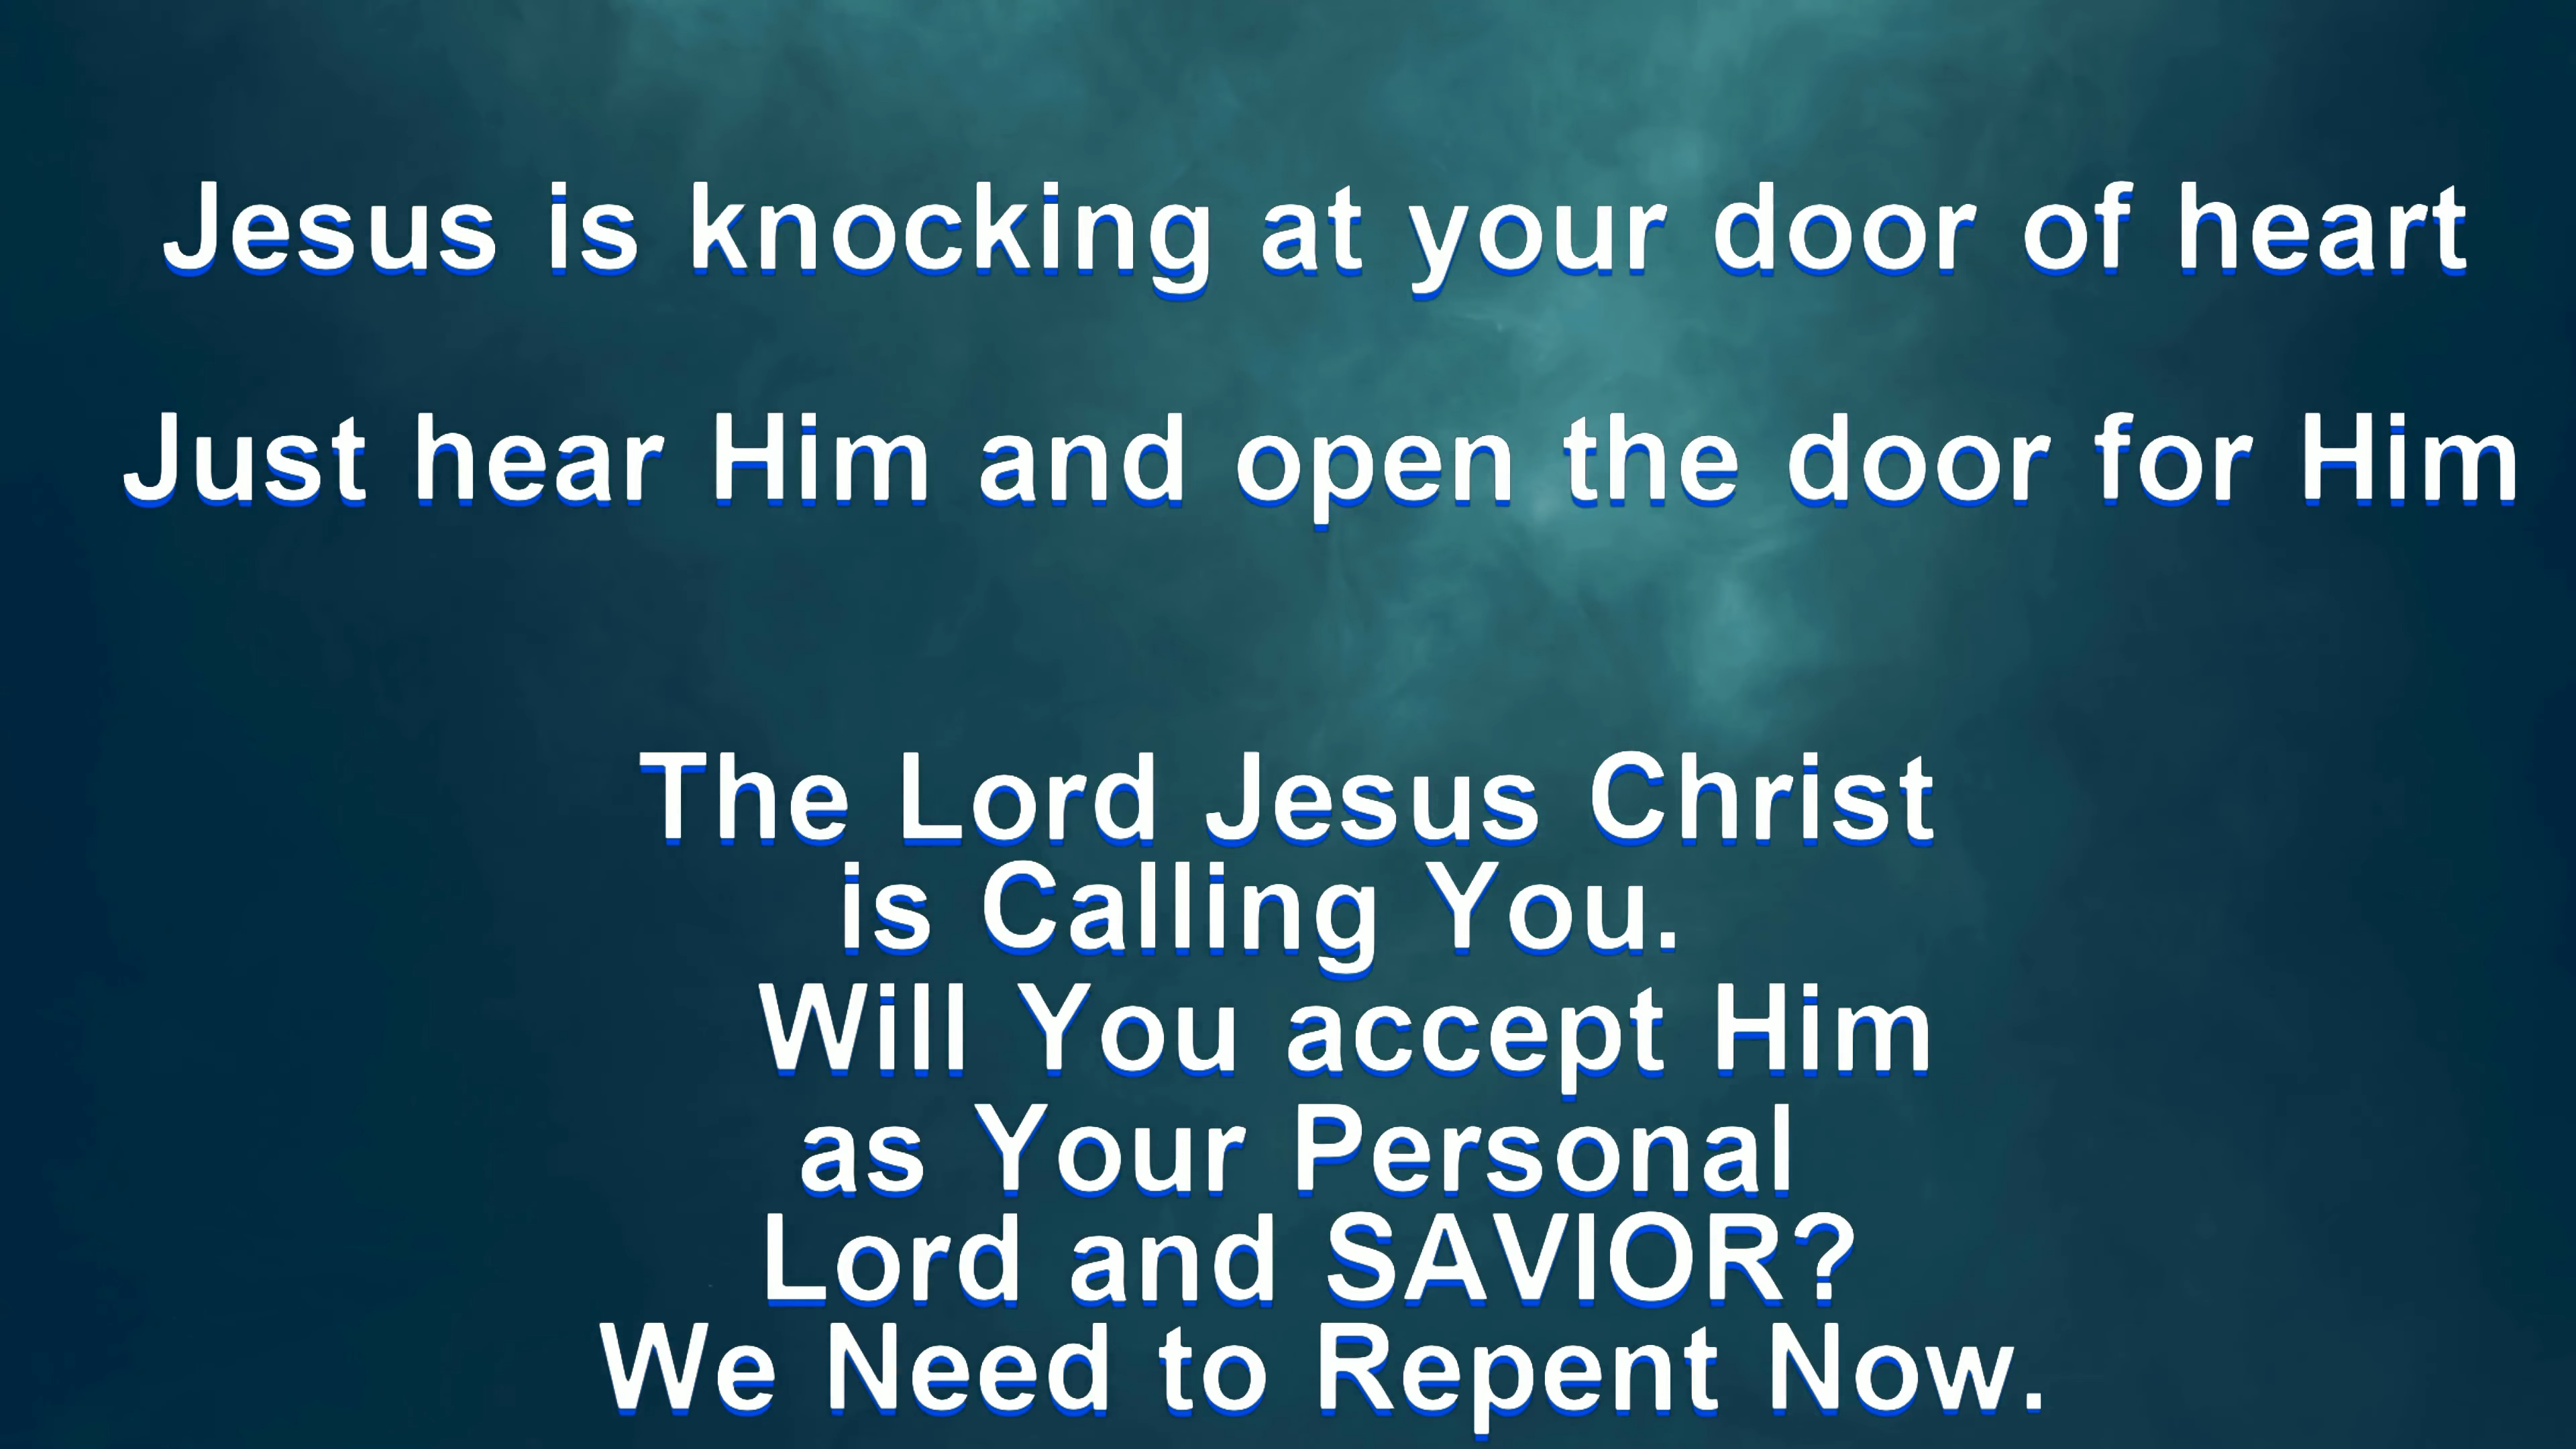 Jesus is knocking at your door of heart
Just hear Him and open the door for Him
The Lord Jesus Christ
is Calling You.
Will You accept Him
as Your Personal
Lord and SAVIOR?
We Need to Repent Now.